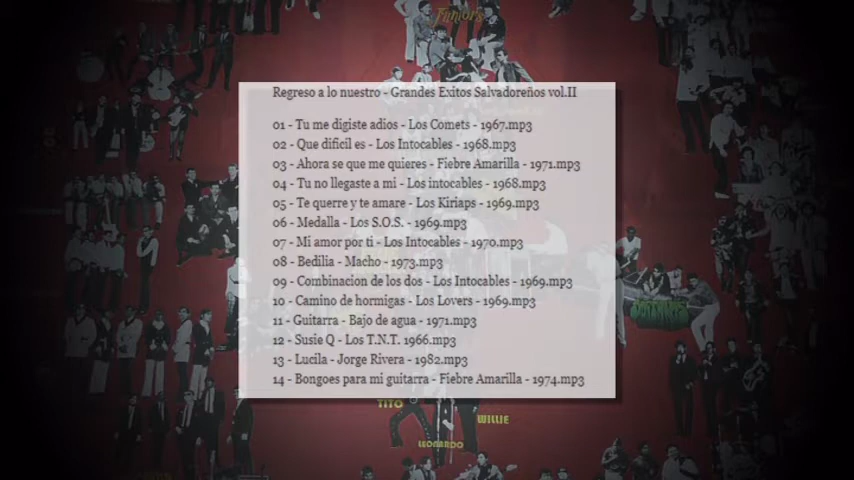 Juniors
Regreso a lo nuestro - Grandes Exitos Salvadoreños vol.II
01 - Tu me digiste adios - Los Comets - 1967.mp3
02 - Que dificil es - Los Intocables - 1968.mp3
03 - Ahora se que me quieres - Fiebre Amarilla - 1971.mp3
04 - Tu no llegaste a mi - Los intocables - 1968.mp3
05 - Te querre y te amare - Los Kiriaps - 1969.mp3
06 - Medalla - Los S.O.S. - 1969.mp3
07 - Mi amor por ti - Los Intocables - 1970.mp3
08 - Bedilia - Macho - 1973.mp3
09 - Combinacion de los dos - Los Intocables - 1969.mp3
10 - Camino de hormigas - Los Lovers - 1969.mp3
11 - Guitarra - Bajo de agua - 1971.mp3
12 - Susie Q - Los T.N.T. 1966.mp3
13 - Lucila - Jorge Rivera - 1982.mp3
14 - Bongoes para mi guitarra - Fiebre Amarilla - 1974.mp3
TITO
WILLIE
LEONARDO